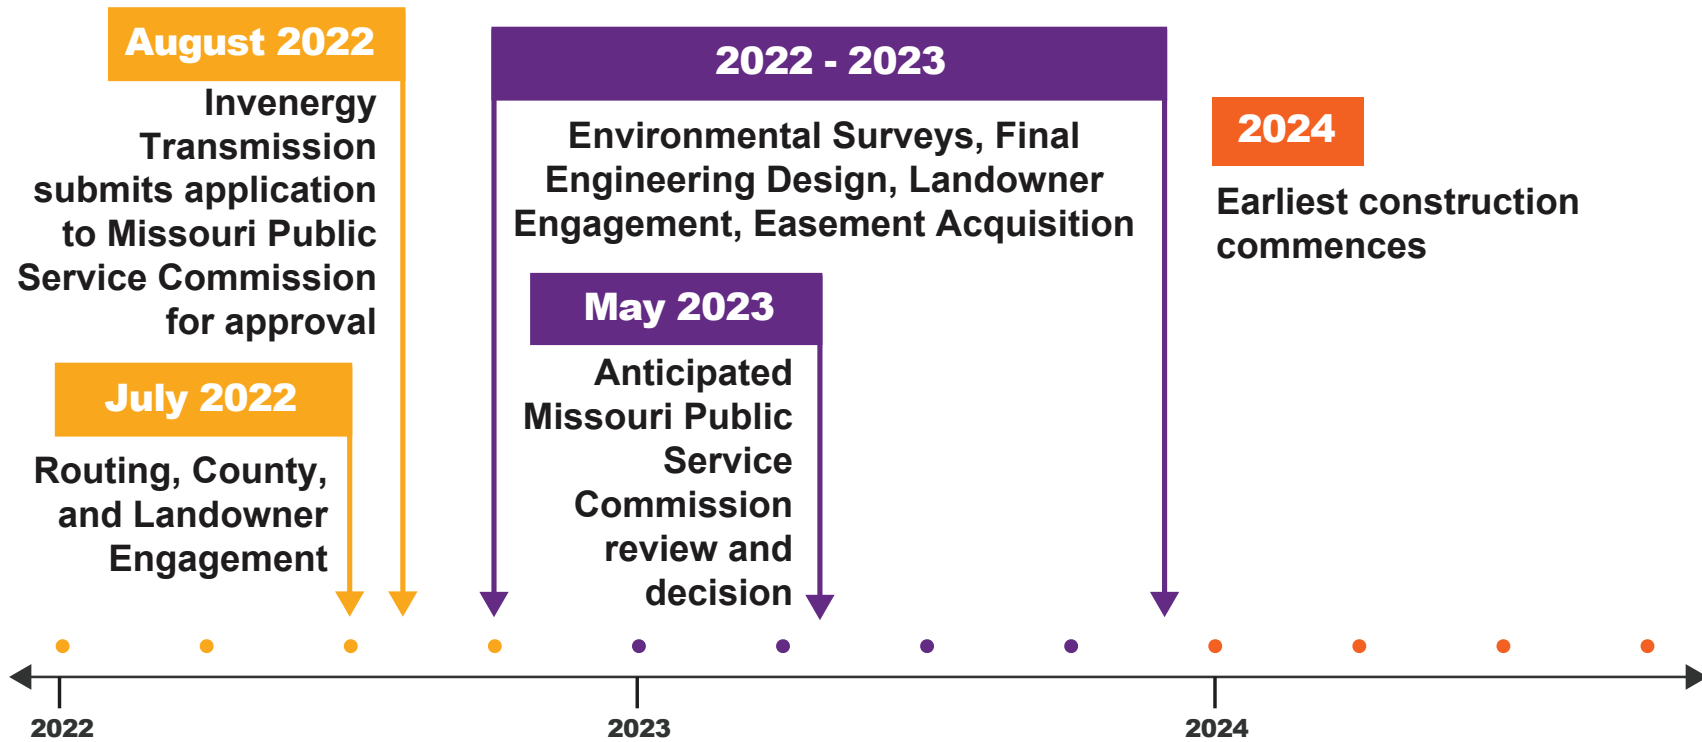 August 2022
Invenergy
Transmission
submits application
to Missouri Public
Service Commission
for approval
July 2022
Routing, County,
and Landowner
Engagement
2022 - 2023
Environmental Surveys, Final
Engineering Design, Landowner
Engagement, Easement Acquisition
May 2023
Anticipated
Missouri Public
Service
Commission
review and
decision
2024
Earliest construction
commences
2022
2023
2024